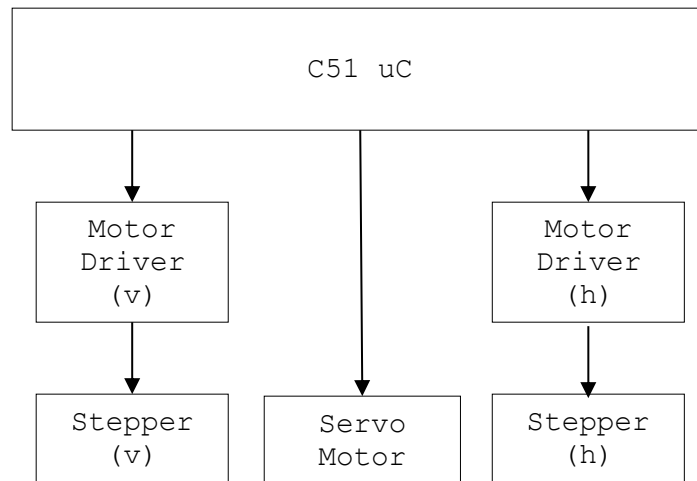 C51 uC
Motor
Driver
(v)
Motor
Driver
(h)
Stepper
(v)
Servo
Motor
Stepper
(h)